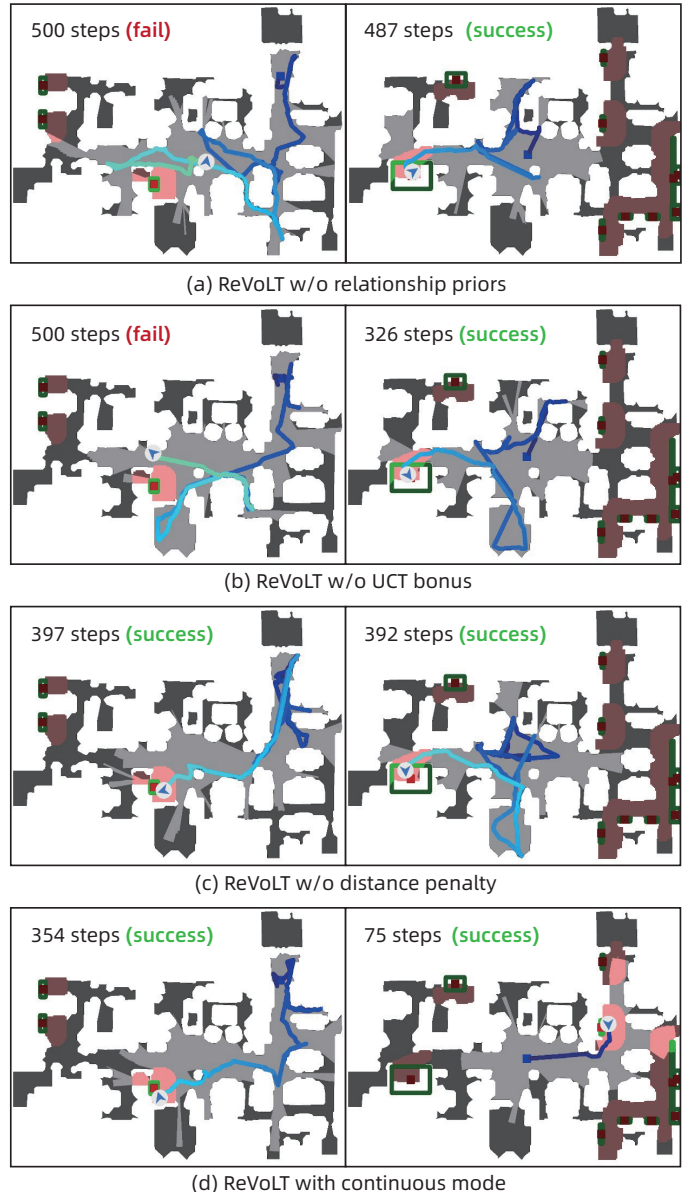 500 steps (fail)
487 steps (success)
(a) ReVoLT w/o relationship priors
500 steps (fail)
326 steps (success)
(b) ReVoLT w/o UCT bonus
397 steps (success)
392 steps (success)
(c) ReVoLT w/o distance penalty
354 steps (success)
75 steps (success)
(d) ReVoLT with continuous mode